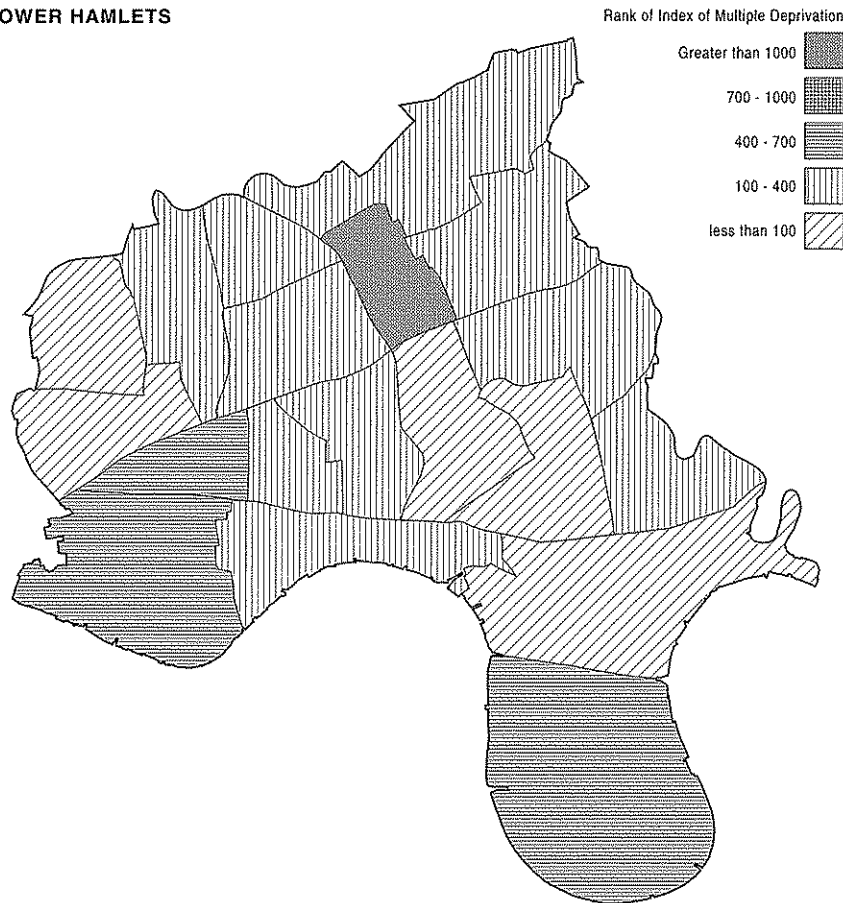 OWER HAMLETS
Rank of Index of Multiple Deprivation
Greater than 1000
700 - 1000
400 - 700
100 - 400
less than 100